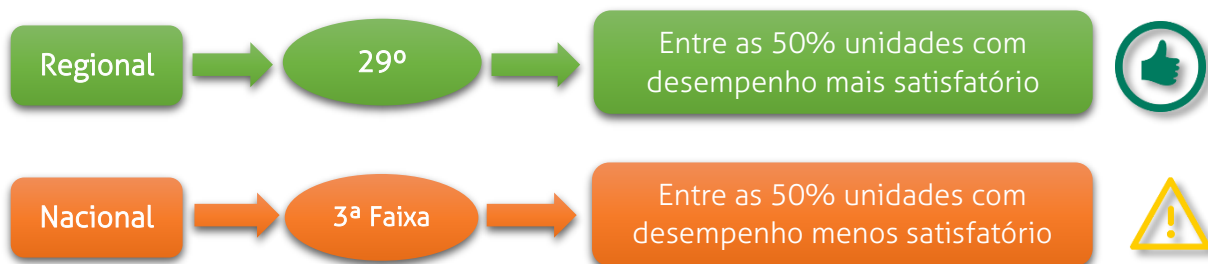 Regional
29º
Entre as 50% unidades com
desempenho mais satisfatório
Nacional
3ª Faixa
Entre as 50% unidades com
desempenho menos satisfatório